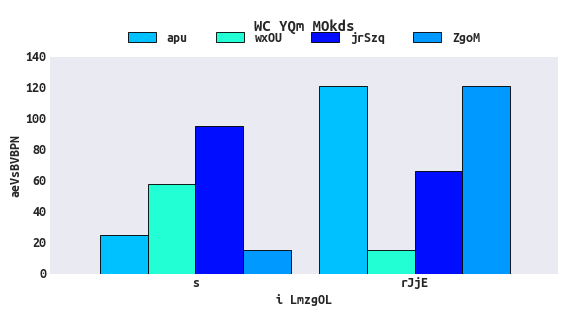 WC YQm MOkds
apu wxOU jrSzq ZgoM
140
120
100
80
60
40
20
0
aeVsBVBPN
s rJjE
i LmzgOL